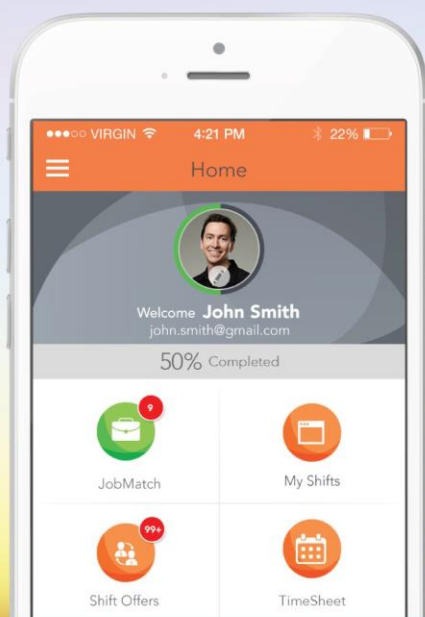 VIRGIN 4:21 PM 22%
Home
Welcome John Smith
john.smith@gmail.com
50% Completed
9
JobMatch
My Shifts
99+
Shift Offers
TimeSheet